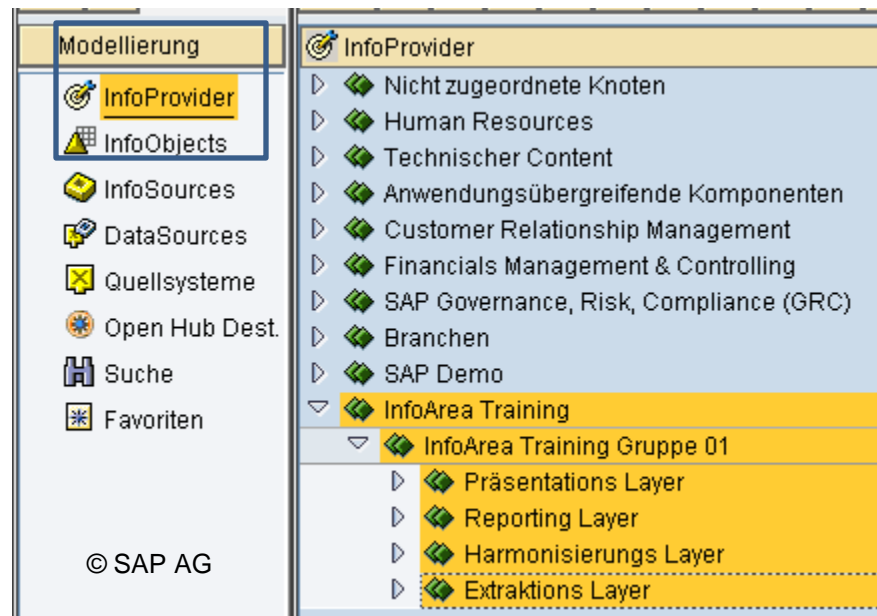 Modellierung
InfoProvider
InfoObjects
InfoSources
DataSources
Quellsysteme
Open Hub Dest.
Suche
Favoriten
© SAP AG
InfoProvider
Nicht zugeordnete Knoten
Human Resources
Technischer Content
Anwendungsübergreifende Komponenten
Customer Relationship Management
Financials Management & Controlling
SAP Governance, Risk, Compliance (GRC)
Branchen
SAP Demo
InfoArea Training
InfoArea Training Gruppe 01
Präsentations Layer
Reporting Layer
Harmonisierungs Layer
Extraktions Layer